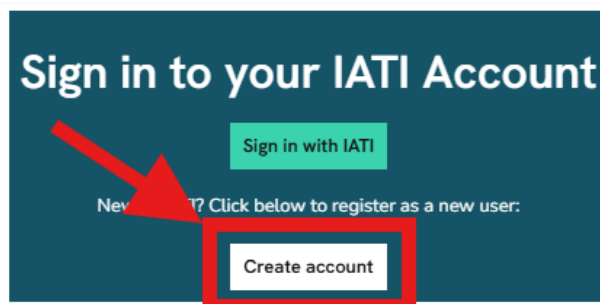 Sign in to your IATI Account
Sign in with IATI
New ? Click below to register as a new user:
Create account